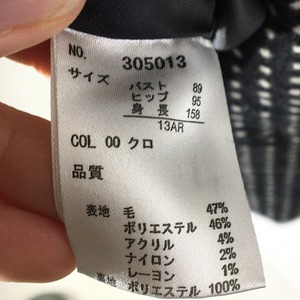 NO. 305013
サイズ
バスト 89
ヒップ 95
身長 158
13AR
COL 00 クロ
品質
表地 毛 47%
ポリエステル 46%
アクリル 4%
ナイロン 2%
レーヨン 1%
ポリエステル 100%